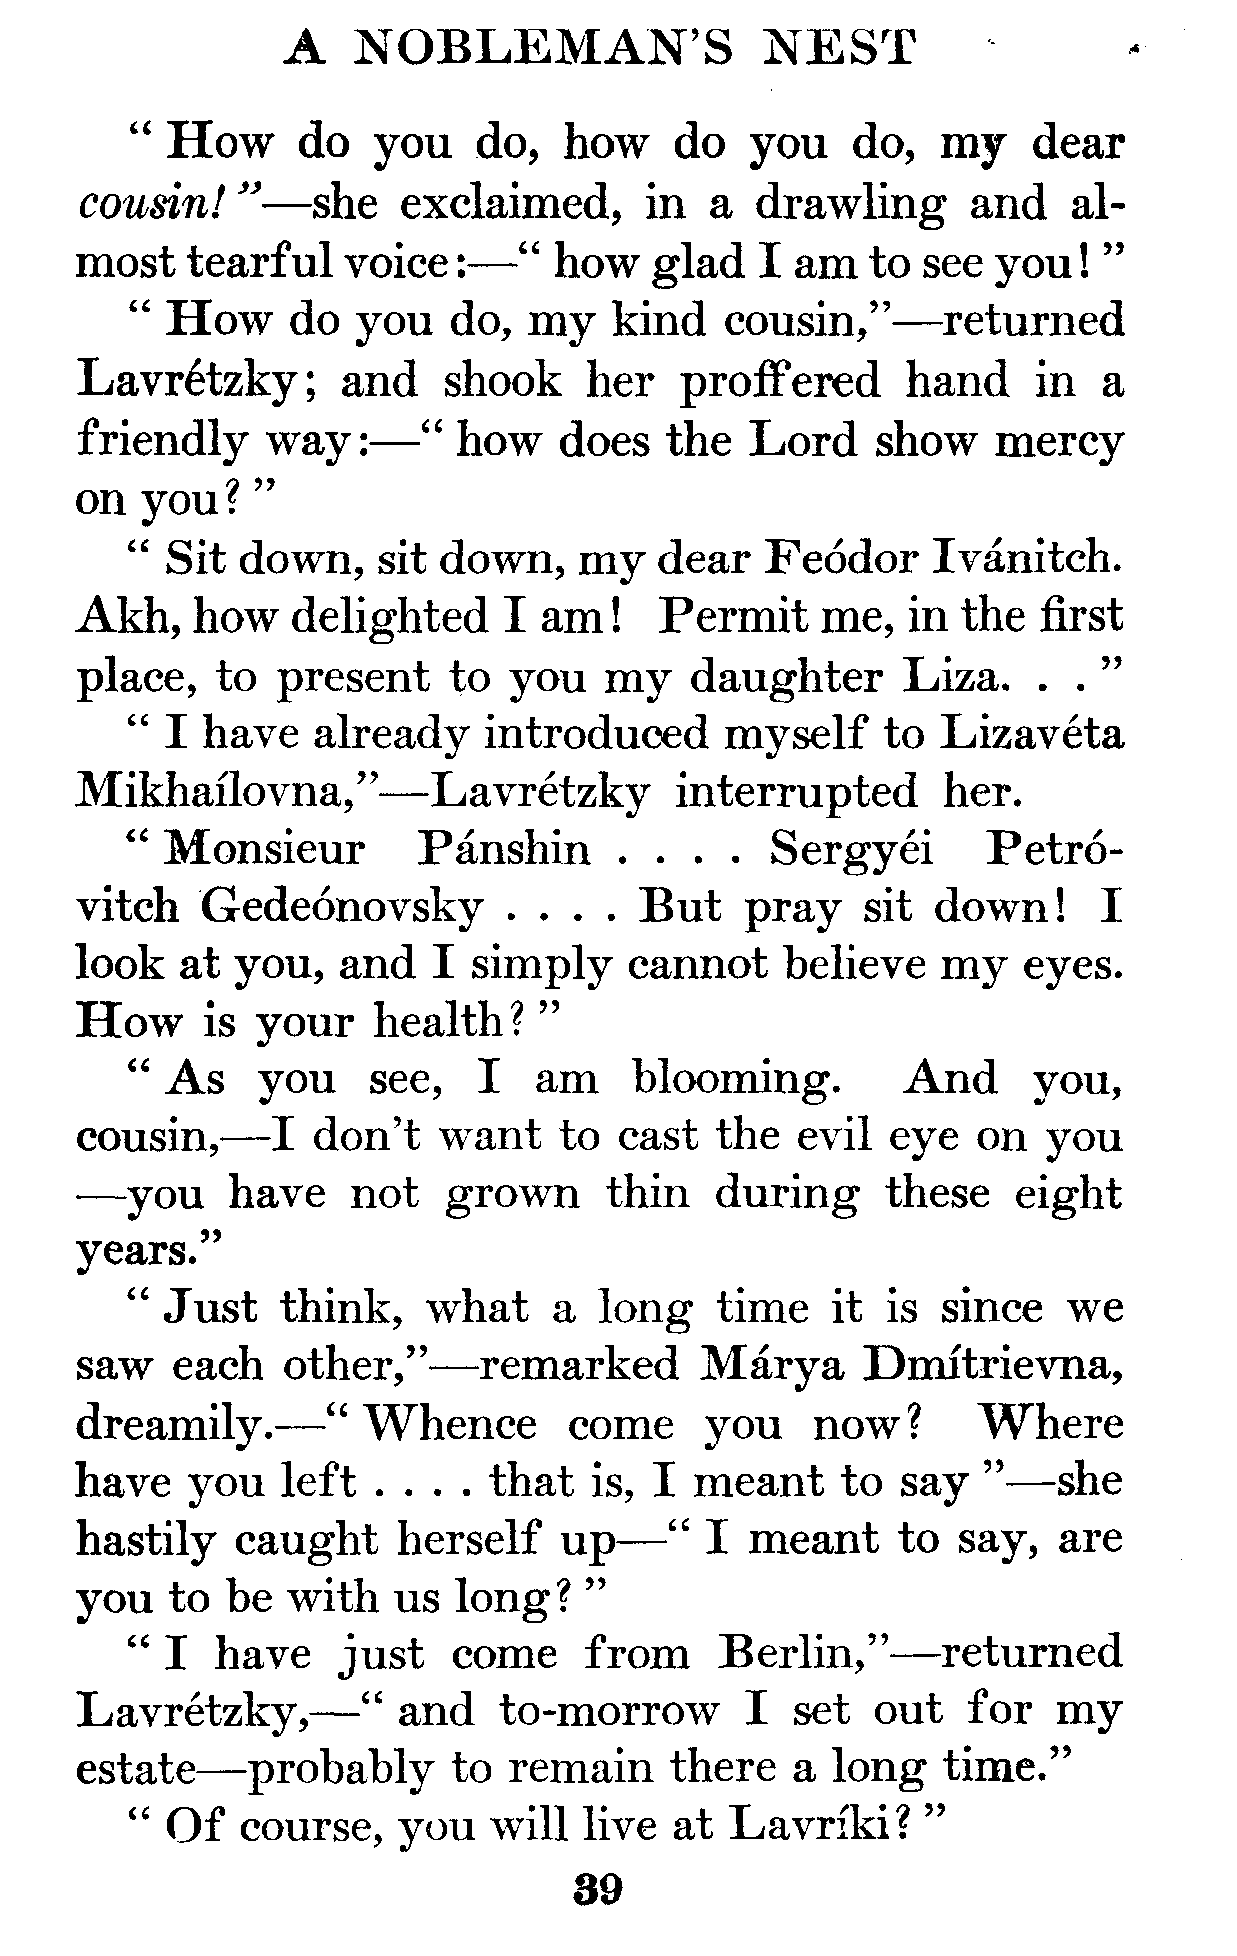 A NOBLEMAN'S NEST
“ How do you do, how do you do, my dear
cousin! ”—she exclaimed, in a drawling and al-
most tearful voice:—“ how glad I am to see you! ”
“ How do you do, my kind cousin,”—returned
Lavrétzky; and shook her proffered hand in a
friendly way:—“ how does the Lord show mercy
on you? ”
“ Sit down, sit down, my dear Feódor Ivánitch.
Akh, how delighted I am! Permit me, in the first
place, to present to you my daughter Liza. . . ”
“ I have already introduced myself to Lizavéta
Mikhaílovna,”—Lavrétzky interrupted her.
“ Monsieur Pánshin . . . . Sergyéi Petró-
vitch Gedeónovsky . . . . But pray sit down! I
look at you, and I simply cannot believe my eyes.
How is your health? ”
“ As you see, I am blooming. And you,
cousin,—I don't want to cast the evil eye on you
—you have not grown thin during these eight
years.”
“ Just think, what a long time it is since we
saw each other,”—remarked Márya Dmítrievna,
dreamily.—“ Whence come you now? Where
have you left . . . . that is, I meant to say ”—she
hastily caught herself up—“ I meant to say, are
you to be with us long? ”
“ I have just come from Berlin,”—returned
Lavrétzky,—“ and to-morrow I set out for my
estate—probably to remain there a long time.”
“ Of course, you will live at Lavríki? ”
39